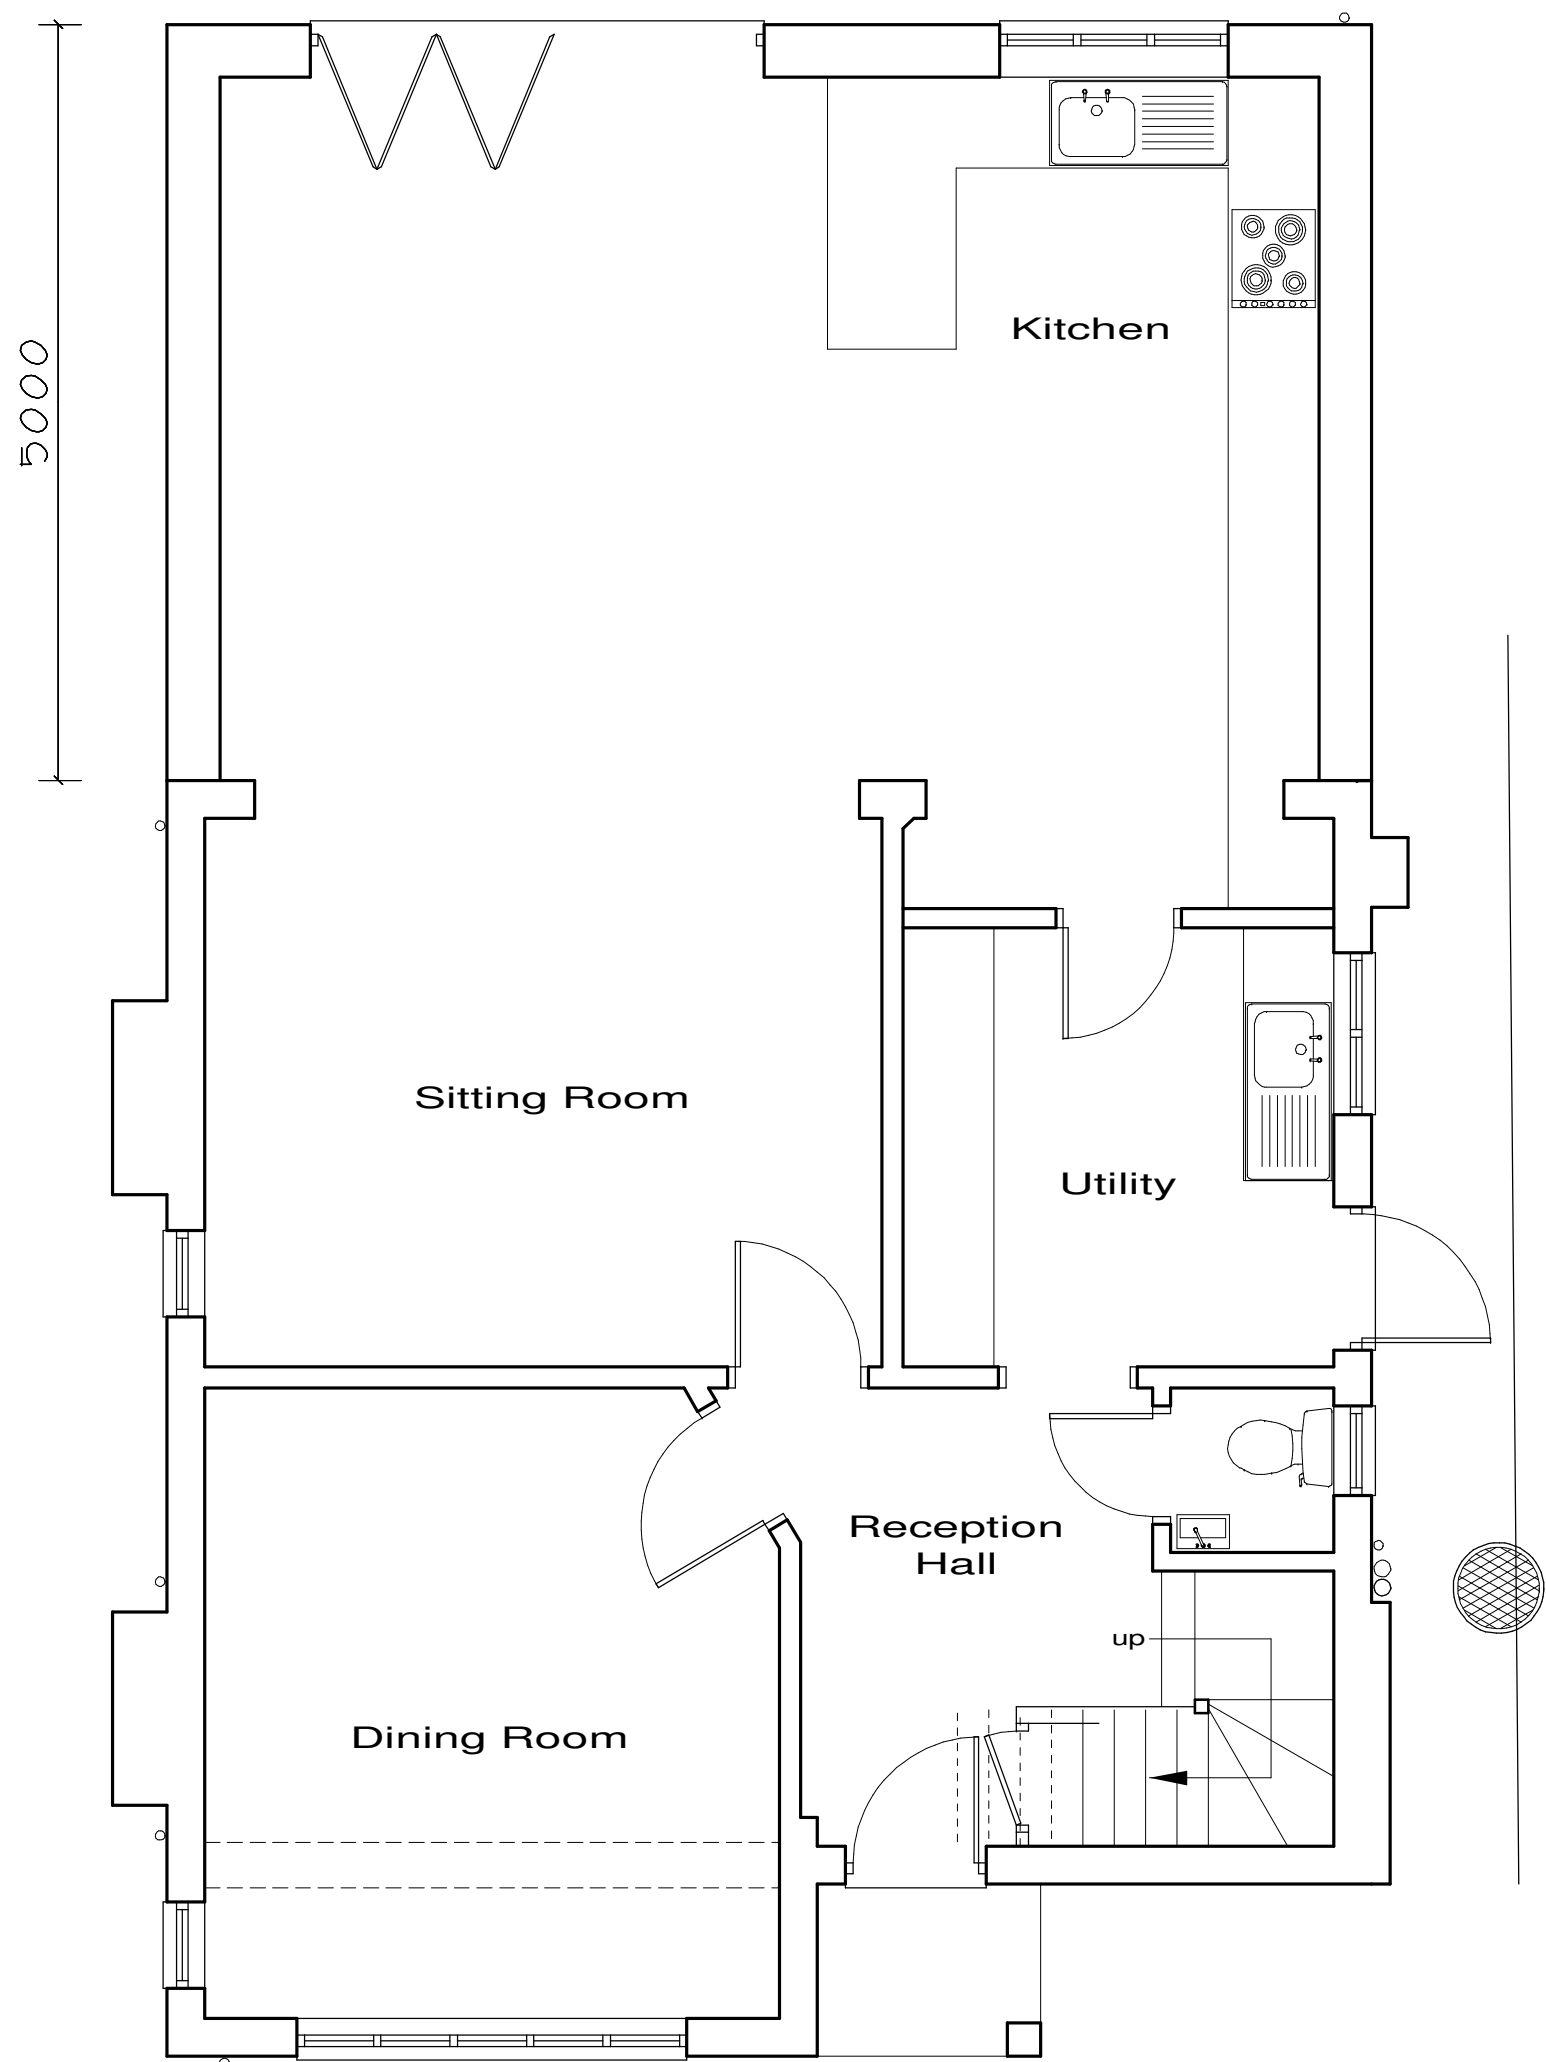 5000
Kitchen
Sitting Room
Utility
Reception
Hall
up
Dining Room